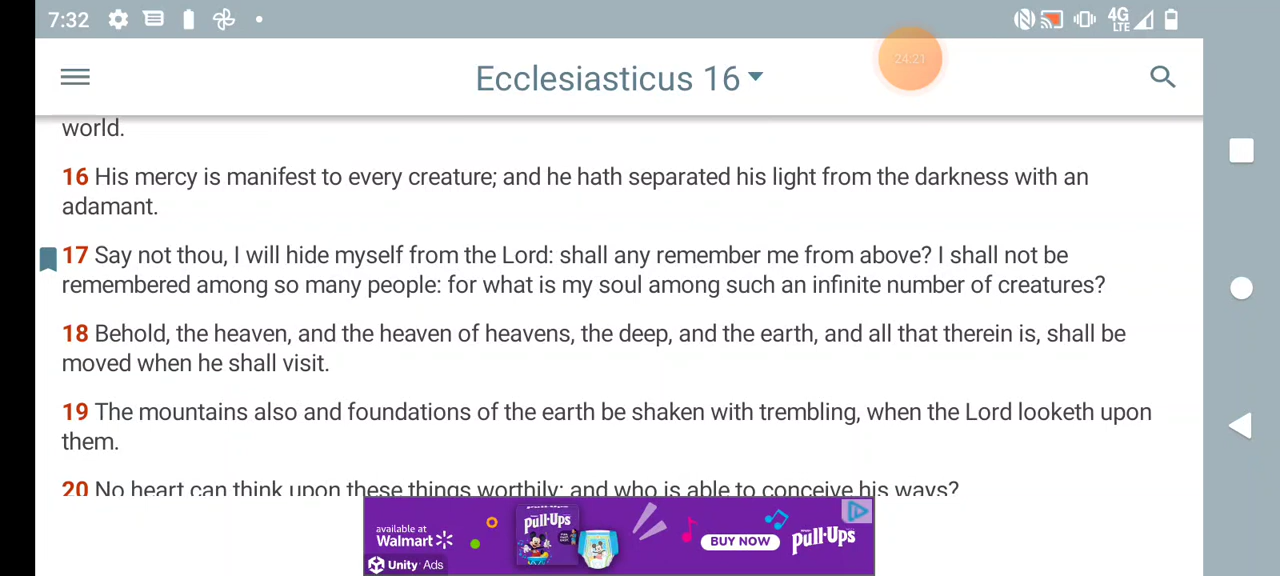 7:32
4G
LTE
24:21
Ecclesiasticus 16
world.
16 His mercy is manifest to every creature; and he hath separated his light from the darkness with an
adamant.
17 Say not thou, I will hide myself from the Lord: shall any remember me from above? I shall not be
remembered among so many people: for what is my soul among such an infinite number of creatures?
18 Behold, the heaven, and the heaven of heavens, the deep, and the earth, and all that therein is, shall be
moved when he shall visit.
19 The mountains also and foundations of the earth be shaken with trembling, when the Lord looketh upon
them.
20 No heart can think upon these things worthily: and who is able to conceive his ways?
available at
Walmart
Unity Ads
pull-Ups
BUY NOW
pull-Ups